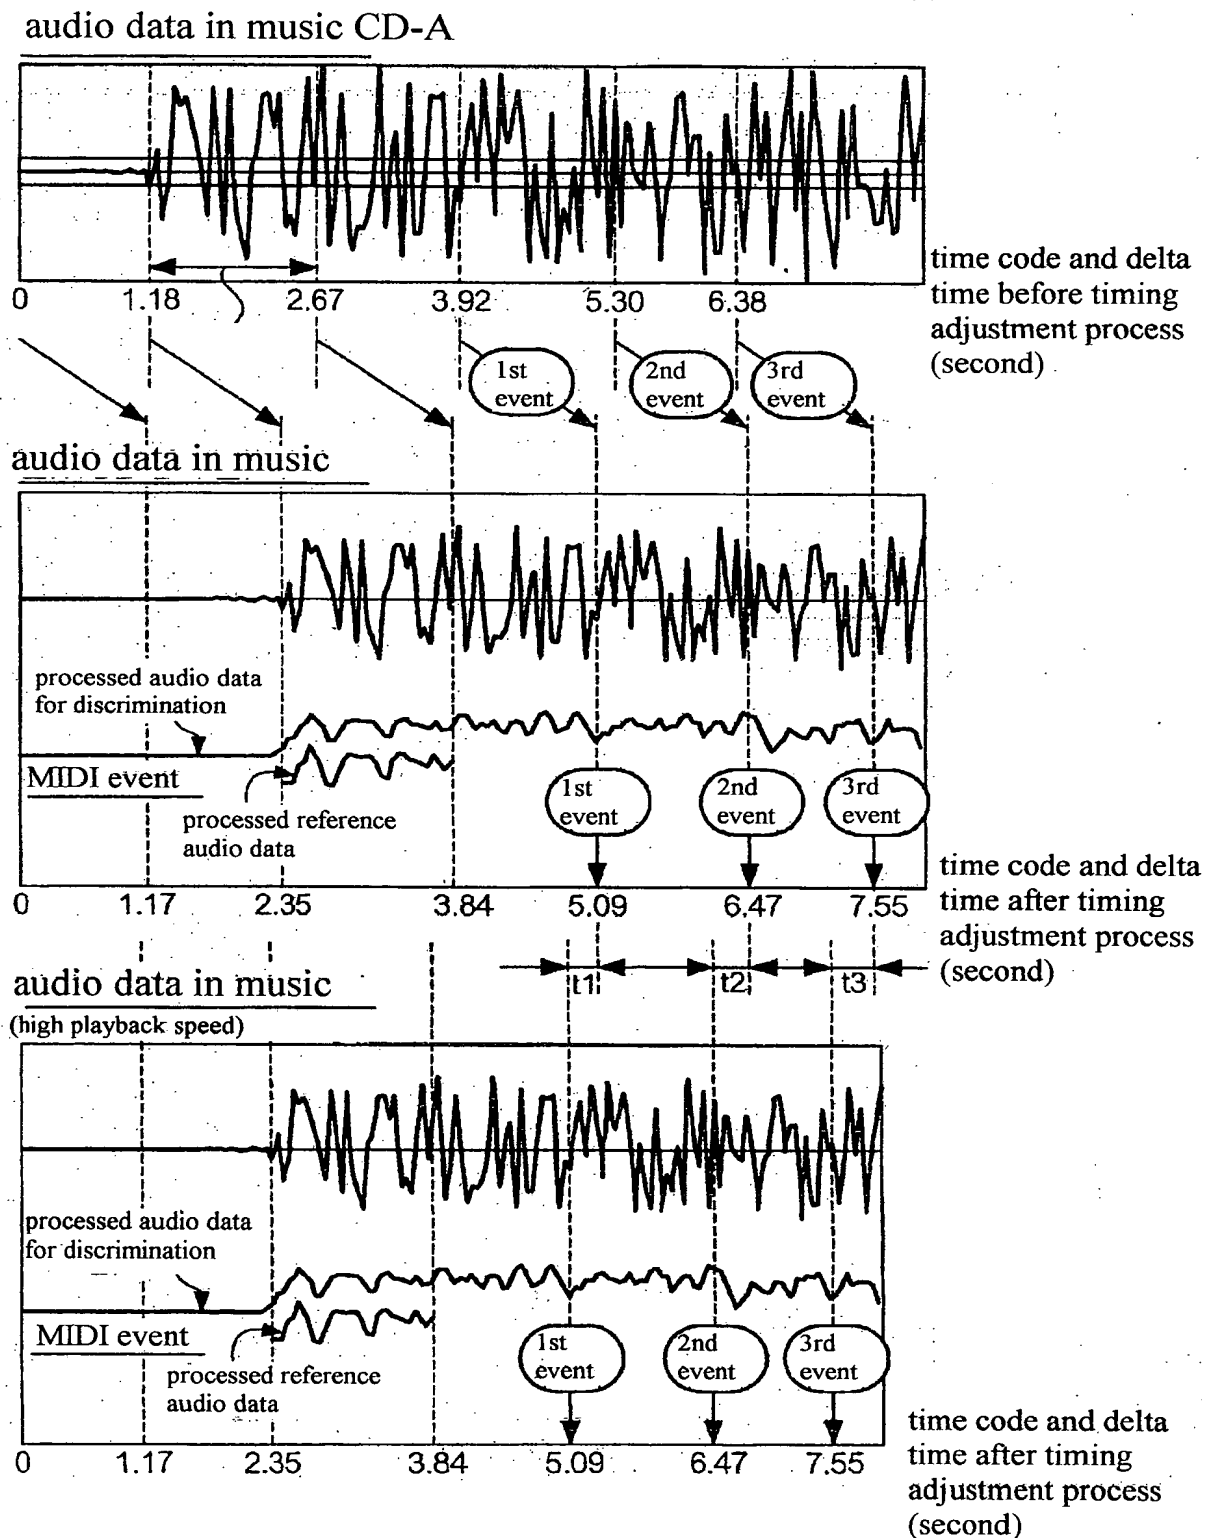 audio data in music CD-A
0 1.18 2.67 3.92 5.30 6.38
time code and delta
time before timing
adjustment process
(second)
1st
event
2nd
event
3rd
event
audio data in music
processed audio data
for discrimination
MIDI event
processed reference
audio data
1st
event
2nd
event
3rd
event
0 1.17 2.35 3.84 5.09 6.47 7.55
time code and delta
time after timing
adjustment process
(second)
t1 t2 t3
audio data in music
(high playback speed)
processed audio data
for discrimination
MIDI event
processed reference
audio data
1st
event
2nd
event
3rd
event
0 1.17 2.35 3.84 5.09 6.47 7.55
time code and delta
time after timing
adjustment process
(second)